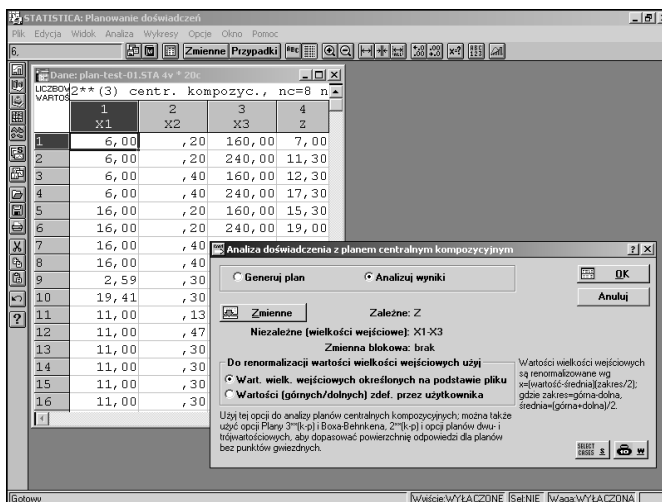 STATISTICA: Planowanie doświadczeń
Plik Edycja Widok Analiza Wykresy Opcje Okno Pomoc
6, Zmienne Przypadki
Dane: plan-test-01.STA 4v * 20c
LICZBOW WARTOŚ 2**(3) centr. kompozyc., nc=8 n
1 2 3 4
X1 X2 X3 Z
1 6,00 ,20 160,00 7,00
2 6,00 ,20 240,00 11,30
3 6,00 ,40 160,00 12,30
4 6,00 ,40 240,00 17,30
5 16,00 ,20 160,00 15,30
6 16,00 ,20 240,00 19,00
7 16,00 ,40
8 16,00 ,40
9 2,59 ,30
10 19,41 ,30
11 11,00 ,13
12 11,00 ,47
13 11,00 ,30
14 11,00 ,30
15 11,00 ,30
16 11,00 ,30
Analiza doświadczenia z planem centralnym kompozycyjnym
Generuj plan Analizuj wyniki
OK
Anuluj
Zmienne Zależne: Z
Niezależne (wielkości wejściowe): X1-X3
Zmienna blokowa: brak
Do renormalizacji wartości wielkości wejściowych użyj
Wart. wielk. wejściowych określonych na podstawie pliku
Wartości (górnych/dolnych) zdef. przez użytkownika
Wartości wielkości wejściowych
są renormalizowane wg
x=(wartość-średnia)(zakres/2);
gdzie zakres=górna-dolna,
średnia=(górna+dolna)/2.
Użyj tej opcji do analizy planów centralnych kompozycyjnych; można także
użyć opcji Plany 3**(k-p) i Boxa-Behnkena, 2**(k-p) i opcji planów dwu- i
trójwartościowych, aby dopasować powierzchnię odpowiedzi dla planów
bez punktów gwiezdnych.
SELECT CASES S W
Gotowy Wyjście:WYŁĄCZONE Sel:NIE Waga:WYŁĄCZONA